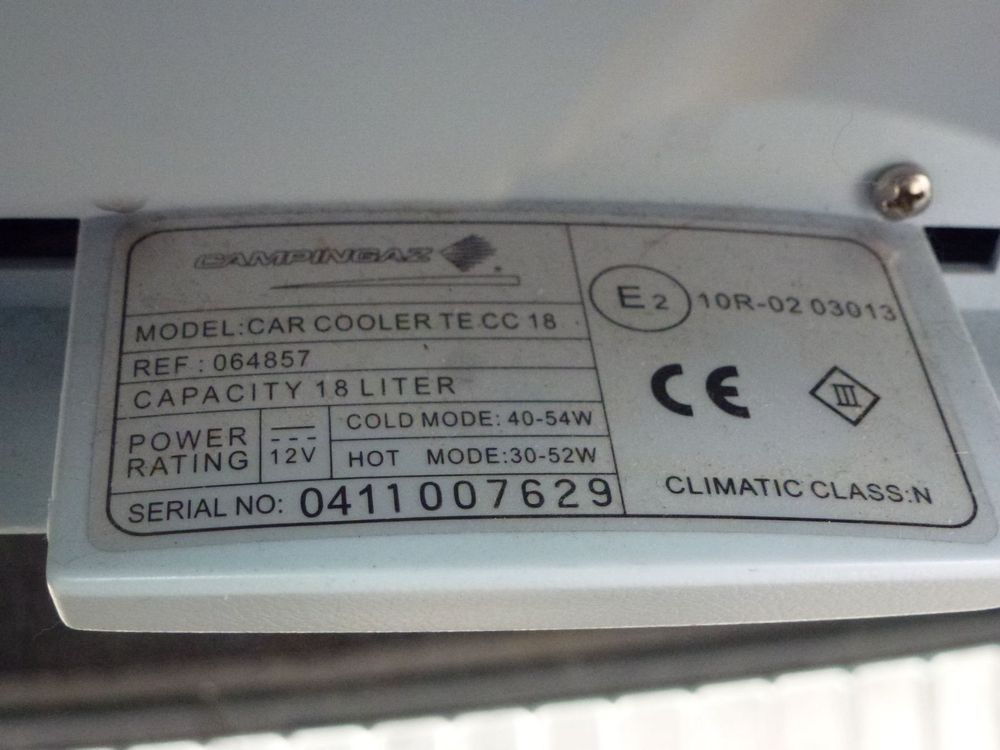 CAMPINGAZ
MODEL:CAR COOLER TE CC 18
REF : 064857
CAPACITY 18 LITER
POWER RATING
12V
COLD MODE: 40-54W
HOT MODE:30-52W
SERIAL NO: 0411007629
E2 10R-02 03013
CE
III
CLIMATIC CLASS:N